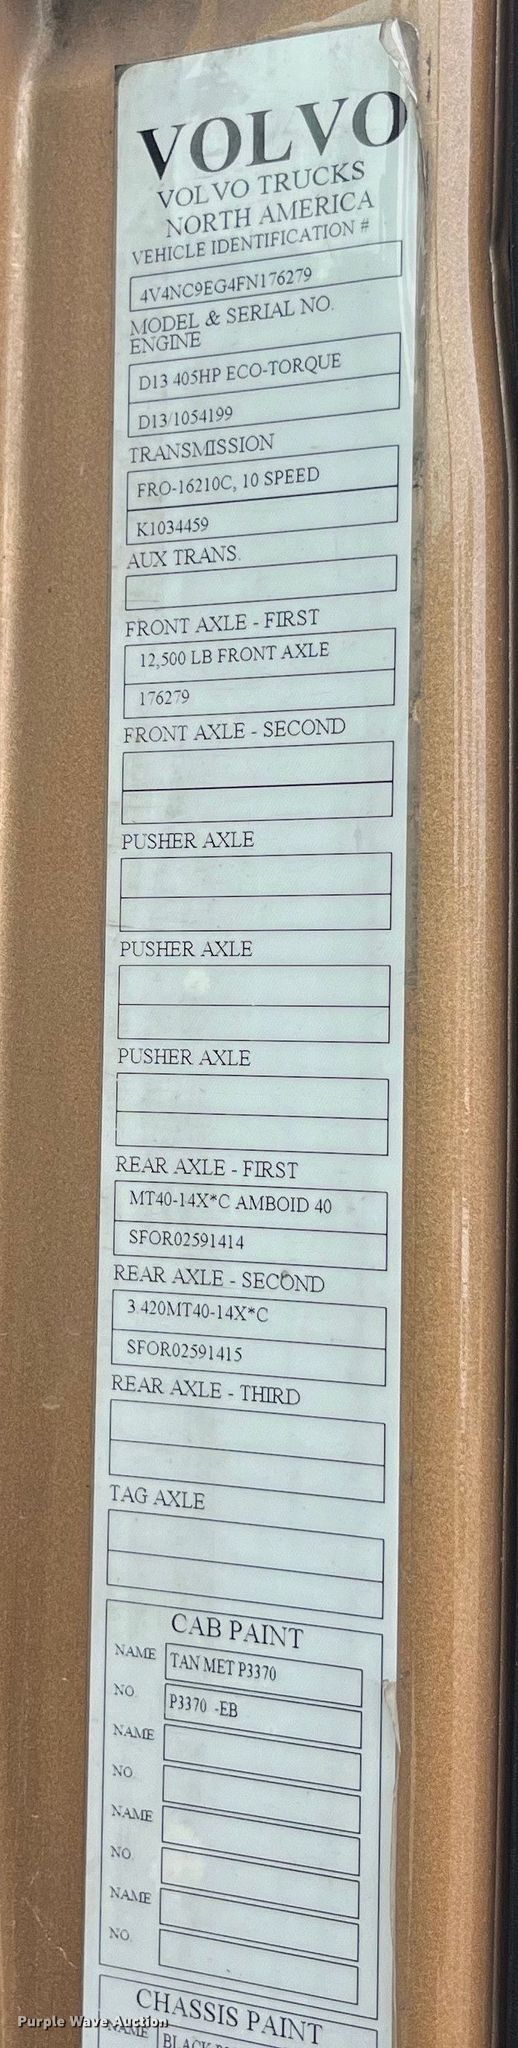 VOLVO
VOLVO TRUCKS
NORTH AMERICA
VEHICLE IDENTIFICATION #
4V4NC9EG4FN176279
MODEL & SERIAL NO.
ENGINE
D13 405HP ECO-TORQUE
D13/1054199
TRANSMISSION
FRO-16210C, 10 SPEED
K1034459
AUX TRANS.
FRONT AXLE - FIRST
12,500 LB FRONT AXLE
176279
FRONT AXLE - SECOND
PUSHER AXLE
PUSHER AXLE
PUSHER AXLE
REAR AXLE - FIRST
MT40-14X*C AMBOID 40
SFOR02591414
REAR AXLE - SECOND
3.420MT40-14X*C
SFOR02591415
REAR AXLE - THIRD
TAG AXLE
CAB PAINT
NAME TAN MET P3370
NO. P3370 -EB
NAME
NO.
NAME
NO.
NAME
NO.
CHASSIS PAINT
NAME BLACK
Purple Wave Auction